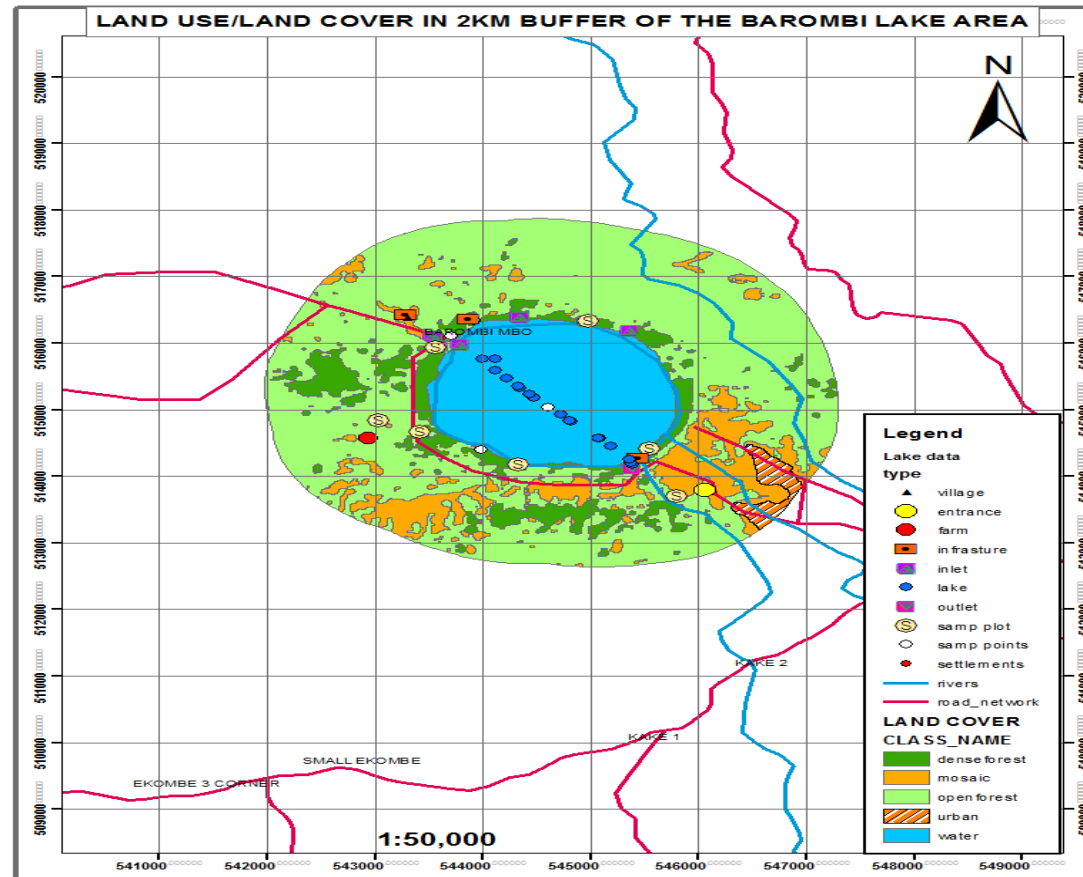 LAND USE/LAND COVER IN 2KM BUFFER OF THE BAROMBI LAKE AREA
N
520000
519000
518000
517000
516000
515000
514000
513000
512000
511000
510000
509000
BAROMBI MBO
S
S
S
S
S
S
S
KAKE 2
KAKE 1
SMALL EKOMBE
EKOMBE 3 CORNER
1:50,000
Legend
Lake data
type
village
entrance
farm
infrasture
inlet
lake
outlet
S samp plot
samp points
settlements
rivers
road_network
LAND COVER
CLASS_NAME
denseforest
mosaic
openforest
urban
water
541000
542000
543000
544000
545000
546000
547000
548000
549000